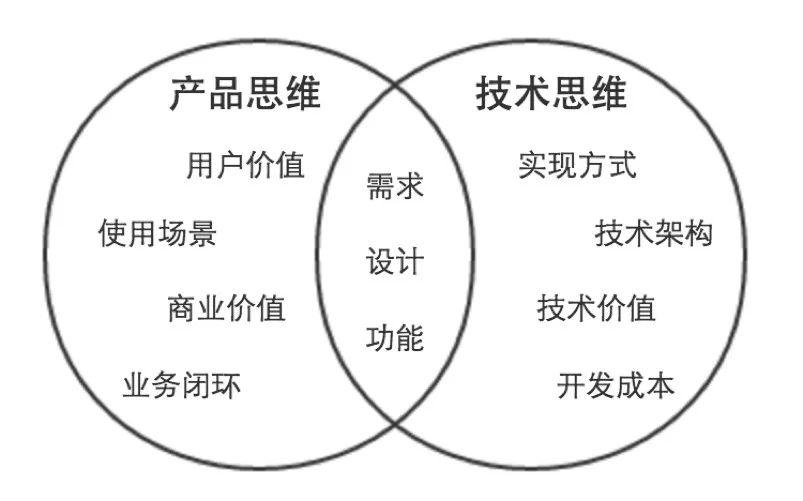 产品思维
用户价值
使用场景
商业价值
业务闭环
需求
设计
功能
技术思维
实现方式
技术架构
技术价值
开发成本